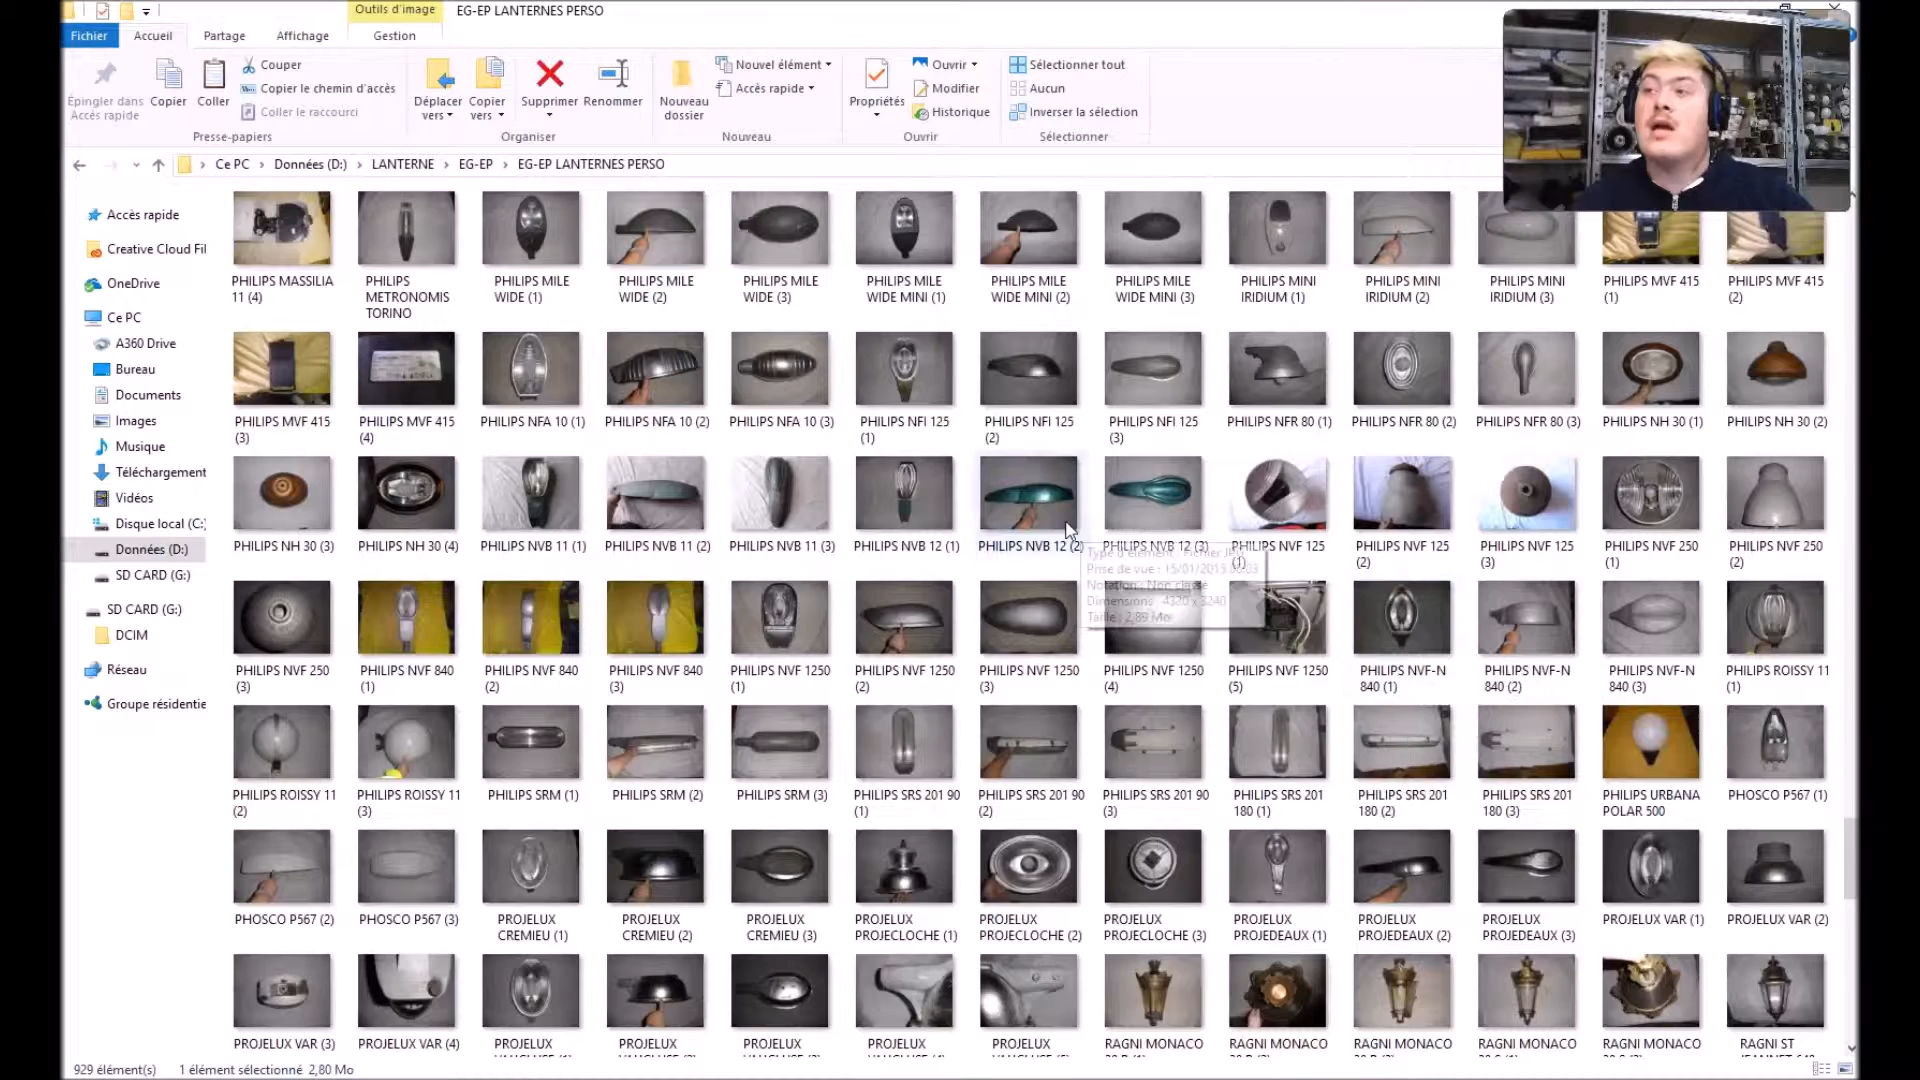 Outils d'image
EG-EP LANTERNES PERSO
Fichier
Accueil
Partage
Affichage
Gestion
Épingler dans
Accès rapide
Copier
Coller
Couper
Copier le chemin d'accès
Coller le raccourci
Presse-papiers
Déplacer
vers
Copier
vers
Supprimer
Renommer
Organiser
Nouveau
dossier
Nouvel élément
Accès rapide
Nouveau
Propriétés
Ouvrir
Modifier
Historique
Ouvrir
Sélectionner tout
Aucun
Inverser la sélection
Sélectionner
Ce PC
Données (D:)
LANTERNE
EG-EP
EG-EP LANTERNES PERSO
Accès rapide
Creative Cloud Fil
OneDrive
Ce PC
A360 Drive
Bureau
Documents
Images
Musique
Téléchargement
Vidéos
Disque local (C:)
Données (D:)
SD CARD (G:)
SD CARD (G:)
DCIM
Réseau
Groupe résidentie
PHILIPS MASSILIA
11 (4)
PHILIPS
METRONOMIS
TORINO
PHILIPS MILE
WIDE (1)
PHILIPS MILE
WIDE (2)
PHILIPS MILE
WIDE (3)
PHILIPS MILE
WIDE MINI (1)
PHILIPS MILE
WIDE MINI (2)
PHILIPS MILE
WIDE MINI (3)
PHILIPS MINI
IRIDIUM (1)
PHILIPS MINI
IRIDIUM (2)
PHILIPS MINI
IRIDIUM (3)
PHILIPS MVF 415
(1)
PHILIPS MVF 415
(2)
PHILIPS MVF 415
(3)
PHILIPS MVF 415
(4)
PHILIPS NFA 10 (1)
PHILIPS NFA 10 (2)
PHILIPS NFA 10 (3)
PHILIPS NFI 125
(1)
PHILIPS NFI 125
(2)
PHILIPS NFI 125
(3)
PHILIPS NFR 80 (1)
PHILIPS NFR 80 (2)
PHILIPS NFR 80 (3)
PHILIPS NH 30 (1)
PHILIPS NH 30 (2)
PHILIPS NH 30 (3)
PHILIPS NH 30 (4)
PHILIPS NVB 11 (1)
PHILIPS NVB 11 (2)
PHILIPS NVB 11 (3)
PHILIPS NVB 12 (1)
PHILIPS NVB 12 (2)
PHILIPS NVB 12 (3)
PHILIPS NVF 125
(1)
PHILIPS NVF 125
(2)
PHILIPS NVF 125
(3)
PHILIPS NVF 250
(1)
PHILIPS NVF 250
(2)
Type d'élément : Fichier JPG
Prise de vue : 15/01/2015 00:03
Notation : Non classé
Dimensions : 4320 x 3240
Taille : 2,89 Mo
PHILIPS NVF 250
(3)
PHILIPS NVF 840
(1)
PHILIPS NVF 840
(2)
PHILIPS NVF 840
(3)
PHILIPS NVF 1250
(1)
PHILIPS NVF 1250
(2)
PHILIPS NVF 1250
(3)
PHILIPS NVF 1250
(4)
PHILIPS NVF 1250
(5)
PHILIPS NVF-N
840 (1)
PHILIPS NVF-N
840 (2)
PHILIPS NVF-N
840 (3)
PHILIPS ROISSY 11
(1)
PHILIPS ROISSY 11
(2)
PHILIPS ROISSY 11
(3)
PHILIPS SRM (1)
PHILIPS SRM (2)
PHILIPS SRM (3)
PHILIPS SRS 201 90
(1)
PHILIPS SRS 201 90
(2)
PHILIPS SRS 201 90
(3)
PHILIPS SRS 201
180 (1)
PHILIPS SRS 201
180 (2)
PHILIPS SRS 201
180 (3)
PHILIPS URBANA
POLAR 500
PHOSCO P567 (1)
PHOSCO P567 (2)
PHOSCO P567 (3)
PROJELUX
CREMIEU (1)
PROJELUX
CREMIEU (2)
PROJELUX
CREMIEU (3)
PROJELUX
PROJECLOCHE (1)
PROJELUX
PROJECLOCHE (2)
PROJELUX
PROJECLOCHE (3)
PROJELUX
PROJEDEAUX (1)
PROJELUX
PROJEDEAUX (2)
PROJELUX
PROJEDEAUX (3)
PROJELUX VAR (1)
PROJELUX VAR (2)
PROJELUX VAR (3)
PROJELUX VAR (4)
PROJELUX
PROJELUX
PROJELUX
PROJELUX
PROJELUX
RAGNI MONACO
RAGNI MONACO
RAGNI MONACO
RAGNI MONACO
RAGNI MONACO
RAGNI ST
929 élément(s)
1 élément sélectionné 2,80 Mo